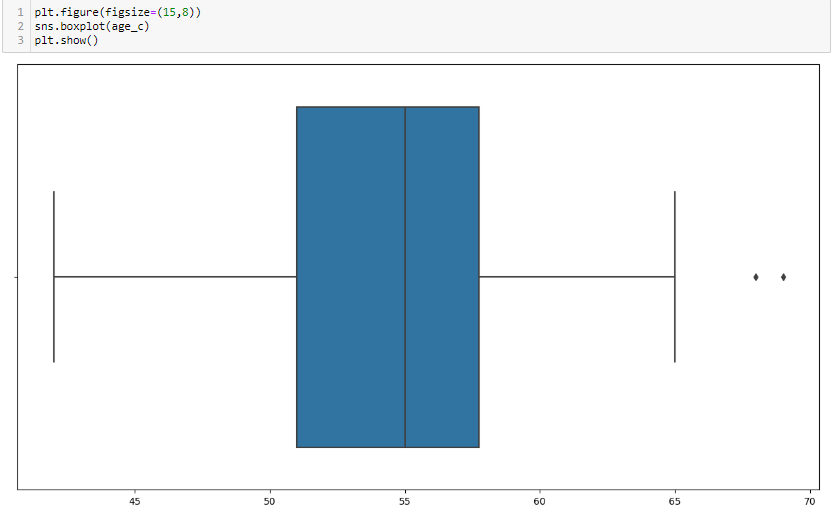 1 plt.figure(figsize=(15,8))
2 sns.boxplot(age_c)
3 plt.show()
45 50 55 60 65 70